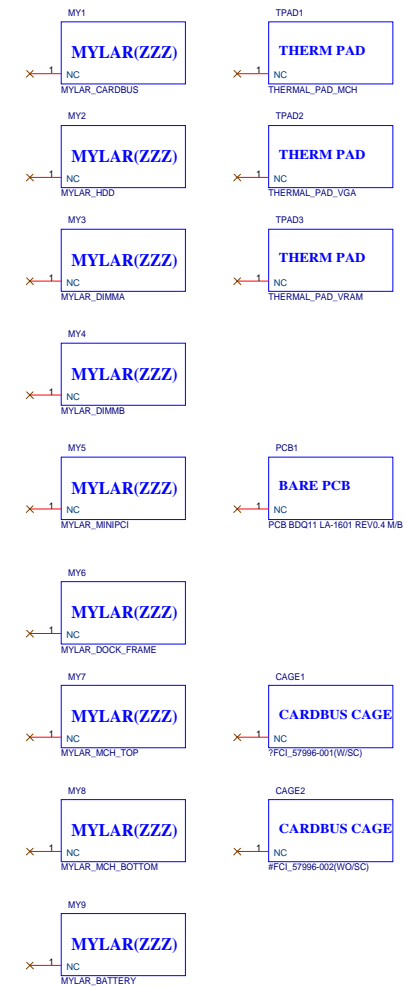 MY1
MYLAR(ZZZ)
1
NC
MYLAR_CARDBUS
TPAD1
THERM PAD
1
NC
THERMAL_PAD_MCH
MY2
MYLAR(ZZZ)
1
NC
MYLAR_HDD
TPAD2
THERM PAD
1
NC
THERMAL_PAD_VGA
MY3
MYLAR(ZZZ)
1
NC
MYLAR_DIMMA
TPAD3
THERM PAD
1
NC
THERMAL_PAD_VRAM
MY4
MYLAR(ZZZ)
1
NC
MYLAR_DIMMB
MY5
MYLAR(ZZZ)
1
NC
MYLAR_MINIPCI
PCB1
BARE PCB
1
NC
PCB BDQ11 LA-1601 REV0.4 M/B
MY6
MYLAR(ZZZ)
1
NC
MYLAR_DOCK_FRAME
MY7
MYLAR(ZZZ)
1
NC
MYLAR_MCH_TOP
CAGE1
CARDBUS CAGE
1
NC
?FCI_57996-001(W/SC)
MY8
MYLAR(ZZZ)
1
NC
MYLAR_MCH_BOTTOM
CAGE2
CARDBUS CAGE
1
NC
#FCI_57996-002(WO/SC)
MY9
MYLAR(ZZZ)
1
NC
MYLAR_BATTERY